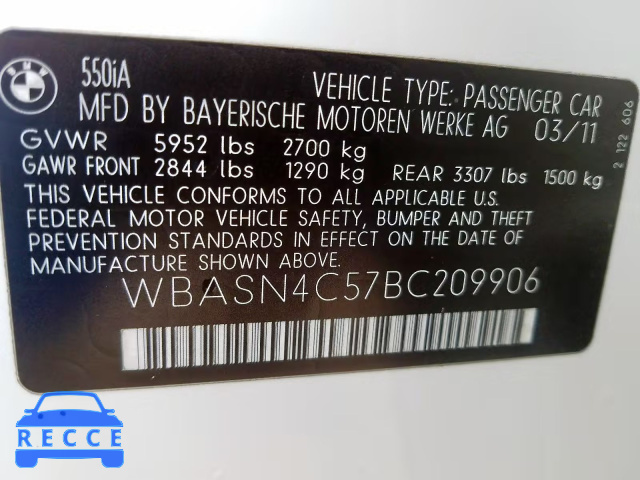 BMW
550iA
VEHICLE TYPE: PASSENGER CAR
MFD BY BAYERISCHE MOTOREN WERKE AG 03/11
GVWR 5952 lbs 2700 kg
GAWR FRONT 2844 lbs 1290 kg REAR 3307 lbs 1500 kg
THIS VEHICLE CONFORMS TO ALL APPLICABLE U.S.
FEDERAL MOTOR VEHICLE SAFETY, BUMPER AND THEFT
PREVENTION STANDARDS IN EFFECT ON THE DATE OF
MANUFACTURE SHOWN ABOVE.
WBASN4C57BC209906
2 122 606
RECCE